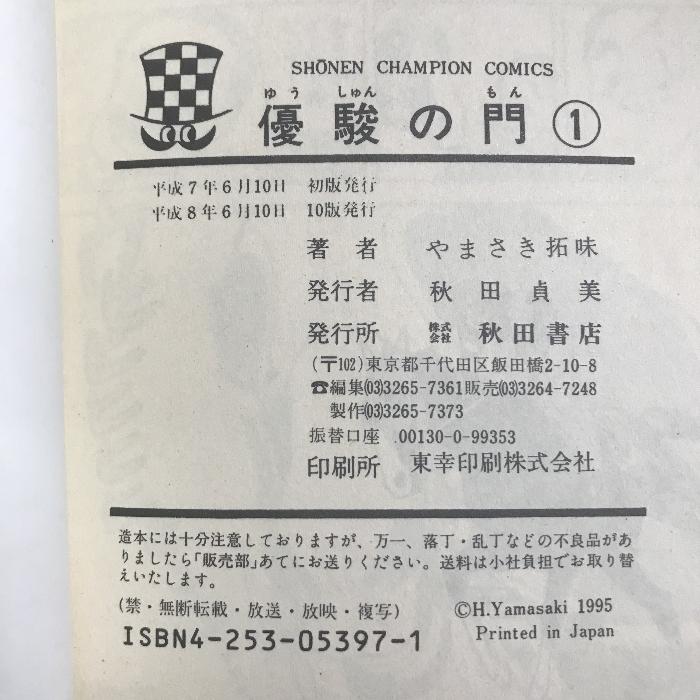 SHŌNEN CHAMPION COMICS
ゆう しゅん もん
優駿の門①
平成7年6月10日 初版発行
平成8年6月10日 10版発行
著者 やまさき拓味
発行者 秋田貞美
発行所 株式会社 秋田書店
(〒102)東京都千代田区飯田橋2-10-8
☎編集(03)3265-7361販売(03)3264-7248
製作(03)3265-7373
振替口座 00130-0-99353
印刷所 東幸印刷株式会社
造本には十分注意しておりますが、万一、落丁・乱丁などの不良品があ
りましたら「販売部」あてにお送りください。送料は小社負担でお取り替
えいたします。
(禁・無断転載・放送・放映・複写)
©H.Yamasaki 1995
ISBN4-253-05397-1
Printed in Japan